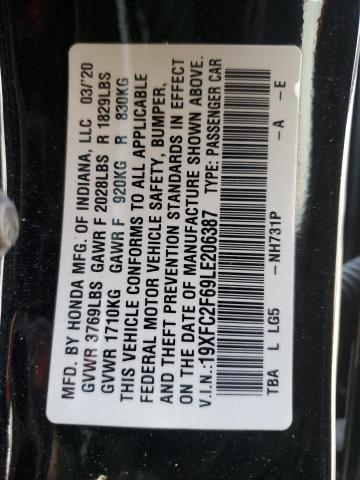 MFD. BY HONDA MFG. OF INDIANA, LLC 03/'20
GVWR 3769LBS GAWR F 2028LBS R 1829LBS
GVWR 1710KG GAWR F 920KG R 830KG
THIS VEHICLE CONFORMS TO ALL APPLICABLE
FEDERAL MOTOR VEHICLE SAFETY, BUMPER,
AND THEFT PREVENTION STANDARDS IN EFFECT
ON THE DATE OF MANUFACTURE SHOWN ABOVE.
V.I.N.:19XFC2F69LE206387 TYPE: PASSENGER CAR
TBA L LG5 -NH731P -A -E